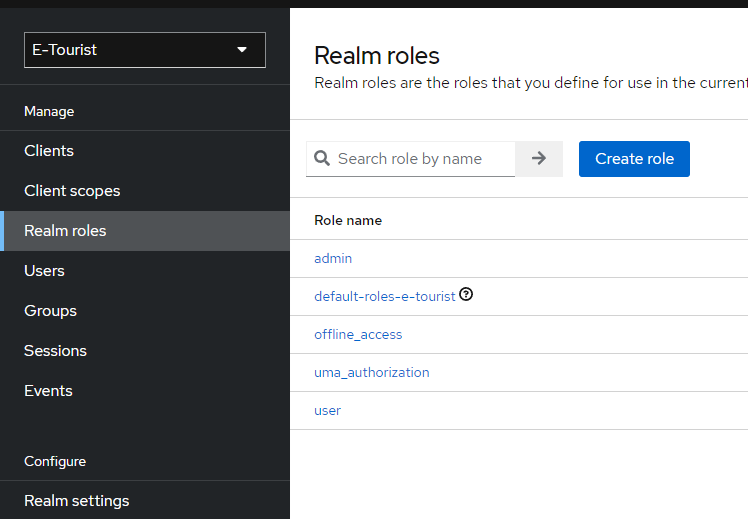 E-Tourist
Manage
Clients
Client scopes
Realm roles
Users
Groups
Sessions
Events
Configure
Realm settings
Realm roles
Realm roles are the roles that you define for use in the current
Search role by name
Create role
Role name
admin
default-roles-e-tourist
offline_access
uma_authorization
user